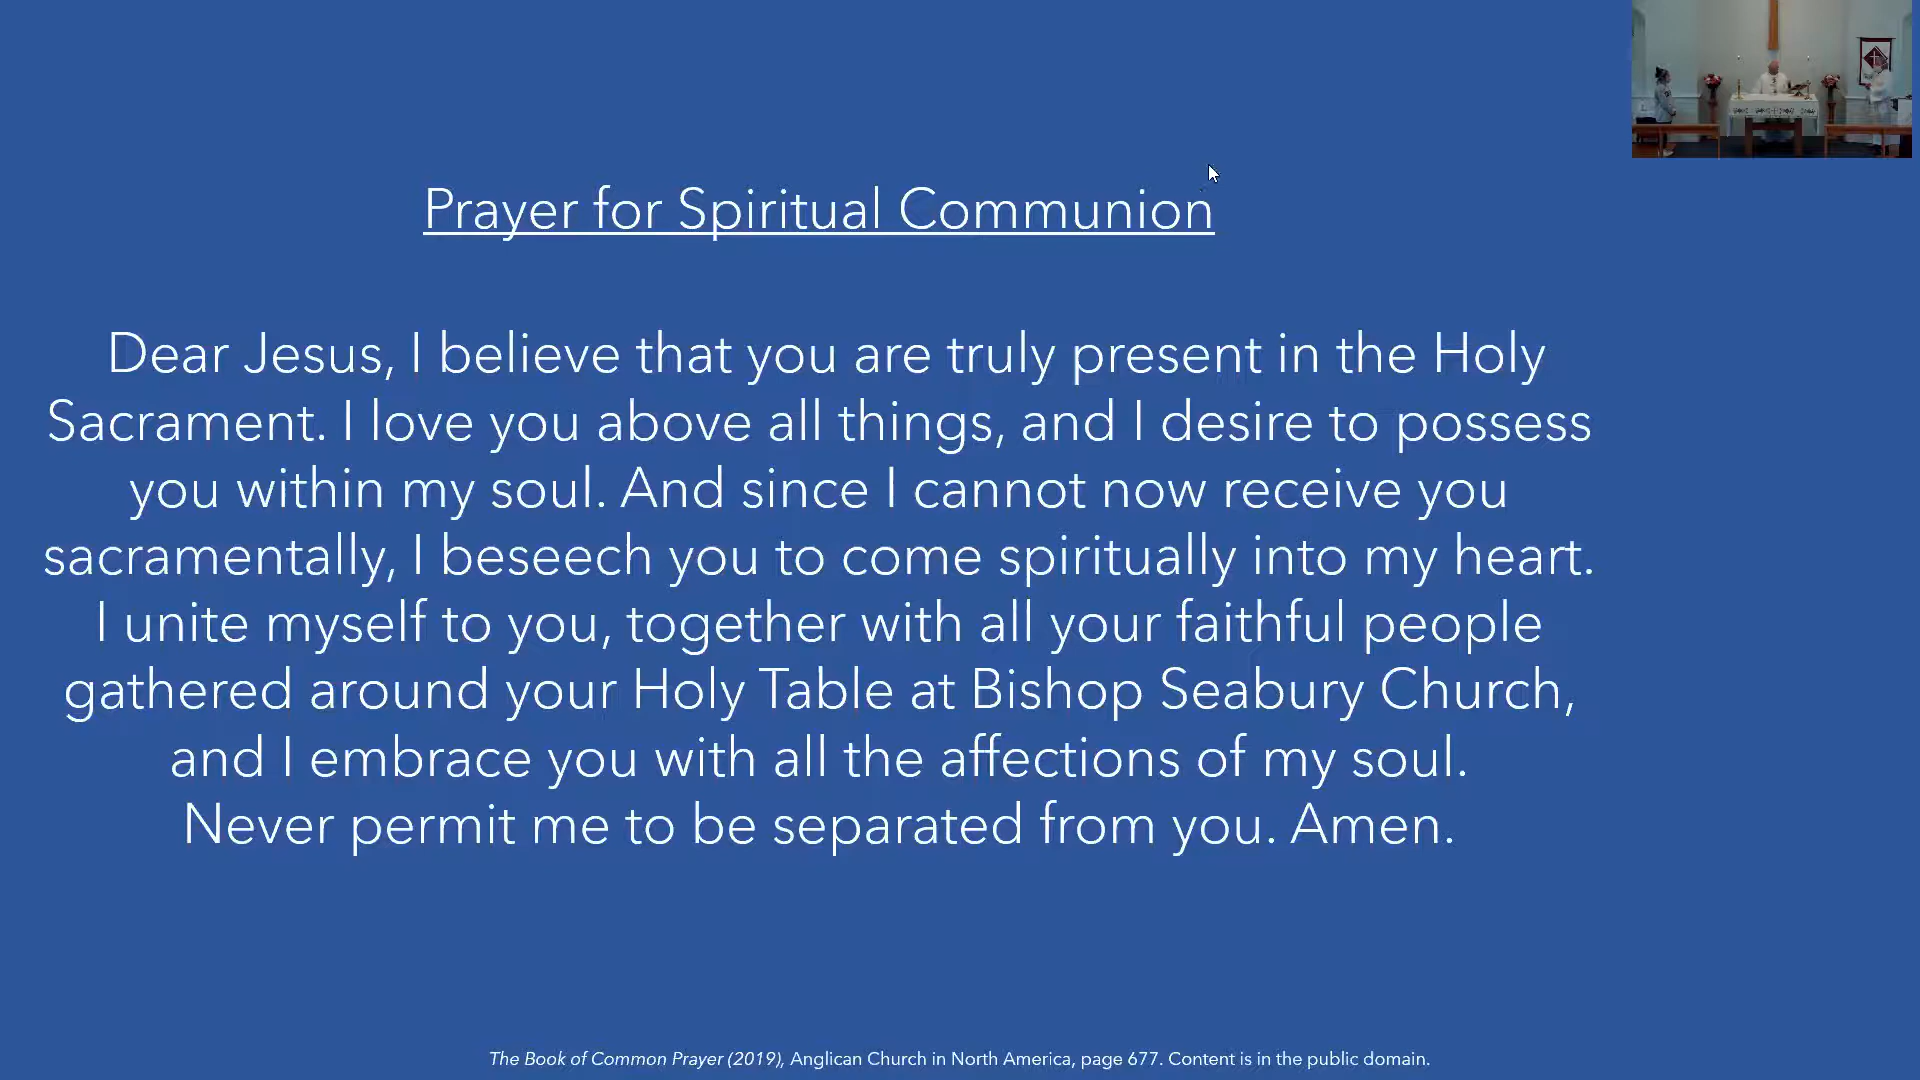 Prayer for Spiritual Communion
Dear Jesus, I believe that you are truly present in the Holy
Sacrament. I love you above all things, and I desire to possess
you within my soul. And since I cannot now receive you
sacramentally, I beseech you to come spiritually into my heart.
I unite myself to you, together with all your faithful people
gathered around your Holy Table at Bishop Seabury Church,
and I embrace you with all the affections of my soul.
Never permit me to be separated from you. Amen.
The Book of Common Prayer (2019), Anglican Church in North America, page 677. Content is in the public domain.